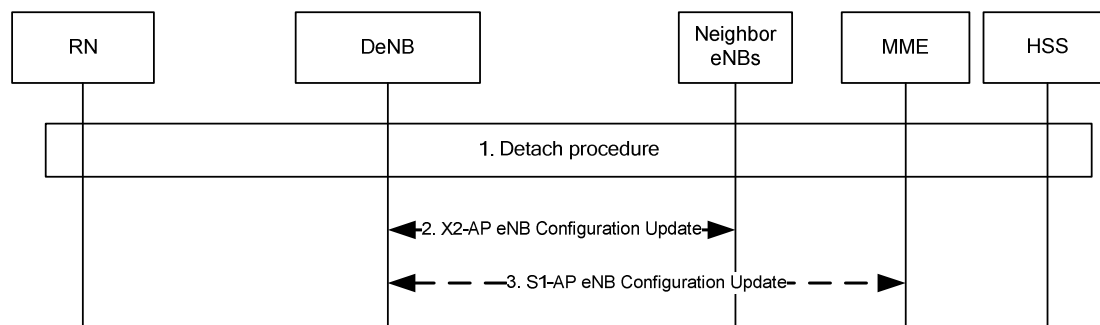 RN
DeNB
Neighbor
eNBs
MME
HSS
1. Detach procedure
2. X2-AP eNB Configuration Update
3. S1-AP eNB Configuration Update